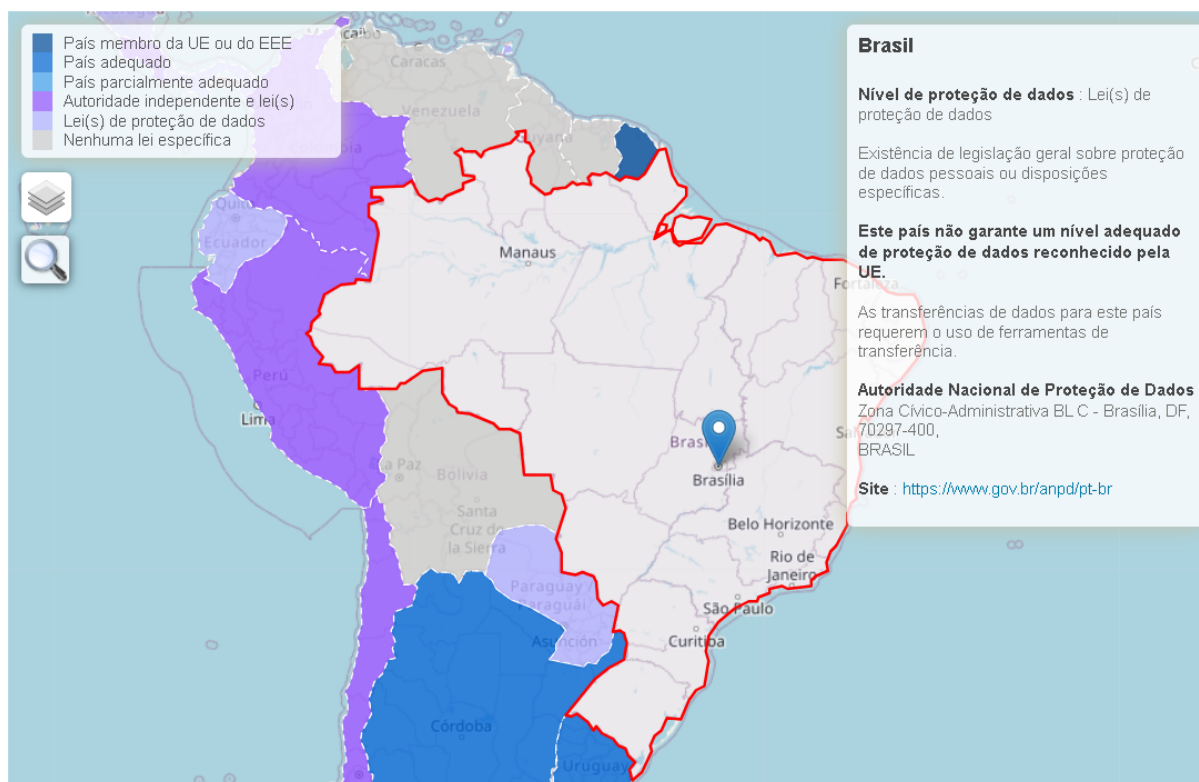 País membro da UE ou do EEE
País adequado
País parcialmente adequado
Autoridade independente e lei(s)
Lei(s) de proteção de dados
Nenhuma lei específica
Caracas
Venezuela
Guyana
Colombia
Quito
Ecuador
Manaus
Fortaleza
Perú
Lima
La Paz
Bolivia
Santa
Cruz de
la Sierra
Brasil
Brasília
Belo Horizonte
Rio de
Janeiro
São Paulo
Curitiba
Paraguay /
Paraguái
Asunción
Córdoba
Uruguay
Brasil
Nível de proteção de dados : Lei(s) de
proteção de dados
Existência de legislação geral sobre proteção
de dados pessoais ou disposições
específicas.
Este país não garante um nível adequado
de proteção de dados reconhecido pela
UE.
As transferências de dados para este país
requerem o uso de ferramentas de
transferência.
Autoridade Nacional de Proteção de Dados
Zona Cívico-Administrativa BL C - Brasília, DF,
70297-400,
BRASIL
Site : https://www.gov.br/anpd/pt-br